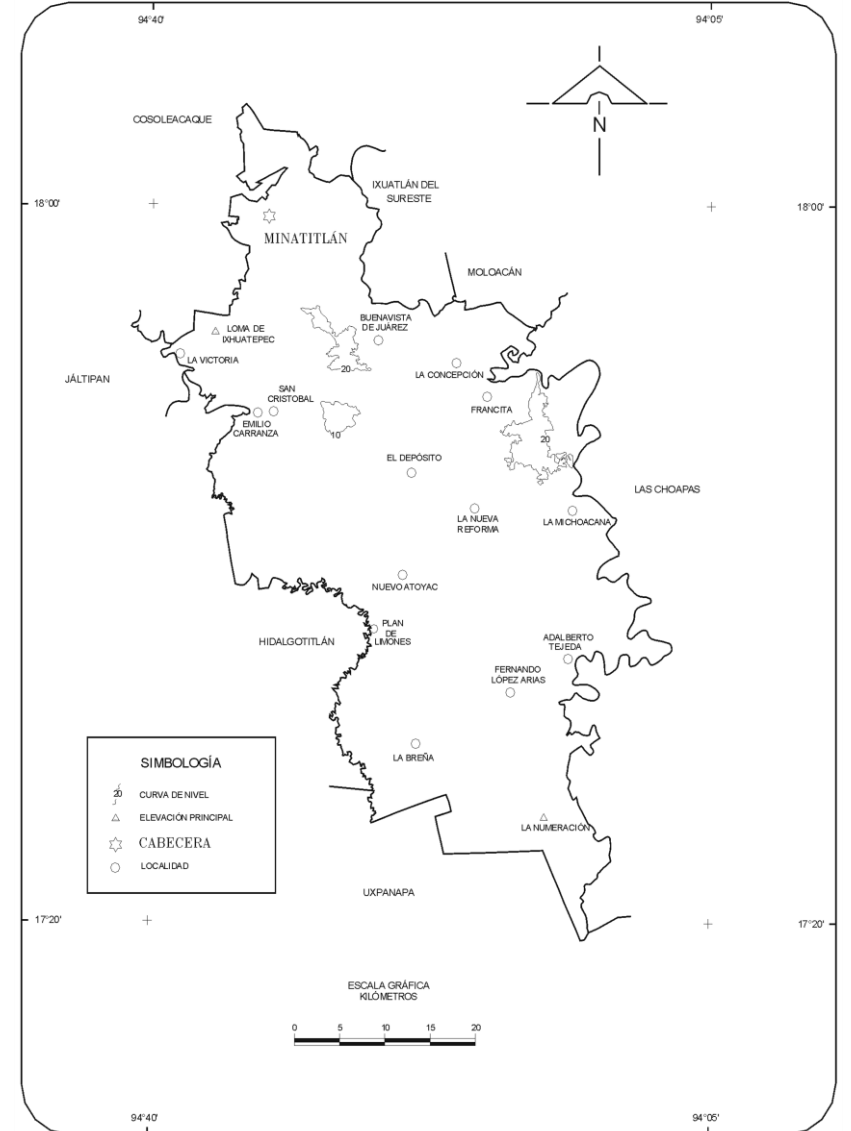 94°40'
94°05'
COSOLEACAQUE
N
IXUATLÁN DEL
SURESTE
18°00'
18°00'
MINATITLÁN
MOLOACÁN
BUENAVISTA
DE JUÁREZ
LOMA DE
IXHUATEPEC
LA VICTORIA
20
LA CONCEPCIÓN
JÁLTIPAN
SAN
CRISTOBAL
FRANCITA
EMILIO
CARRANZA
10
20
EL DEPÓSITO
LAS CHOAPAS
LA NUEVA
REFORMA
LA MICHOACANA
NUEVO ATOYAC
PLAN
DE
LIMONES
HIDALGOTITLÁN
ADALBERTO
TEJEDA
FERNANDO
LÓPEZ ARIAS
LA BREÑA
SIMBOLOGÍA
20 CURVA DE NIVEL
ELEVACIÓN PRINCIPAL
CABECERA
LOCALIDAD
LA NUMERACIÓN
UXPANAPA
17°20'
17°20'
ESCALA GRÁFICA
KILÓMETROS
0 5 10 15 20
94°40'
94°05'